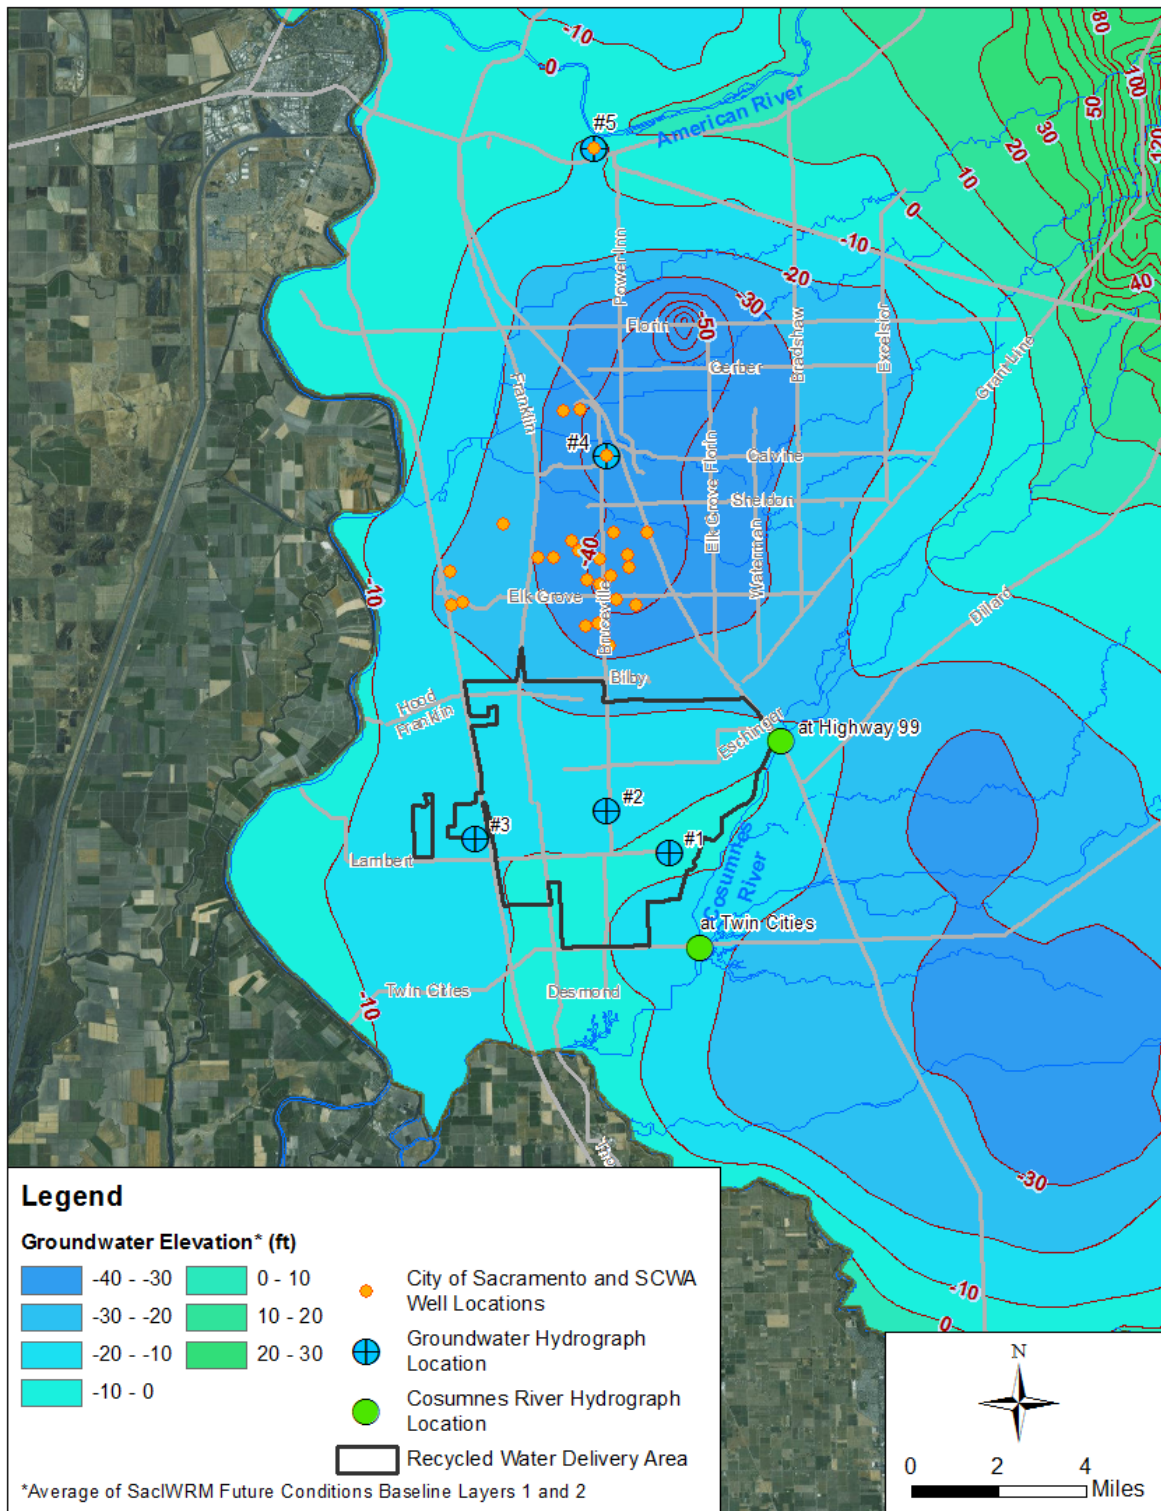 -10
-0
80
100
50
30
20
120
10
0
-10
40
#5
American River
Power Inn
-20
-30
-50
Florin
Gerber
Bradshaw
Excelsior
Grant Line
Franklin
#4
Elk Grove Florin
Calvine
Sheldon
-40
Waterman
-10
Elk Grove
Bruceville
Dillard
Bilby
Hood
Franklin
Eschinger
at Highway 99
#2
#3
#1
Lambert
Cosumnes
River
at Twin Cities
Twin Cities
Desmond
-10
-30
-10
0
Legend
Groundwater Elevation* (ft)
-40 - -30
-30 - -20
-20 - -10
-10 - 0
0 - 10
10 - 20
20 - 30
City of Sacramento and SCWA
Well Locations
Groundwater Hydrograph
Location
Cosumnes River Hydrograph
Location
Recycled Water Delivery Area
*Average of SacIWRM Future Conditions Baseline Layers 1 and 2
N
0 2 4
Miles